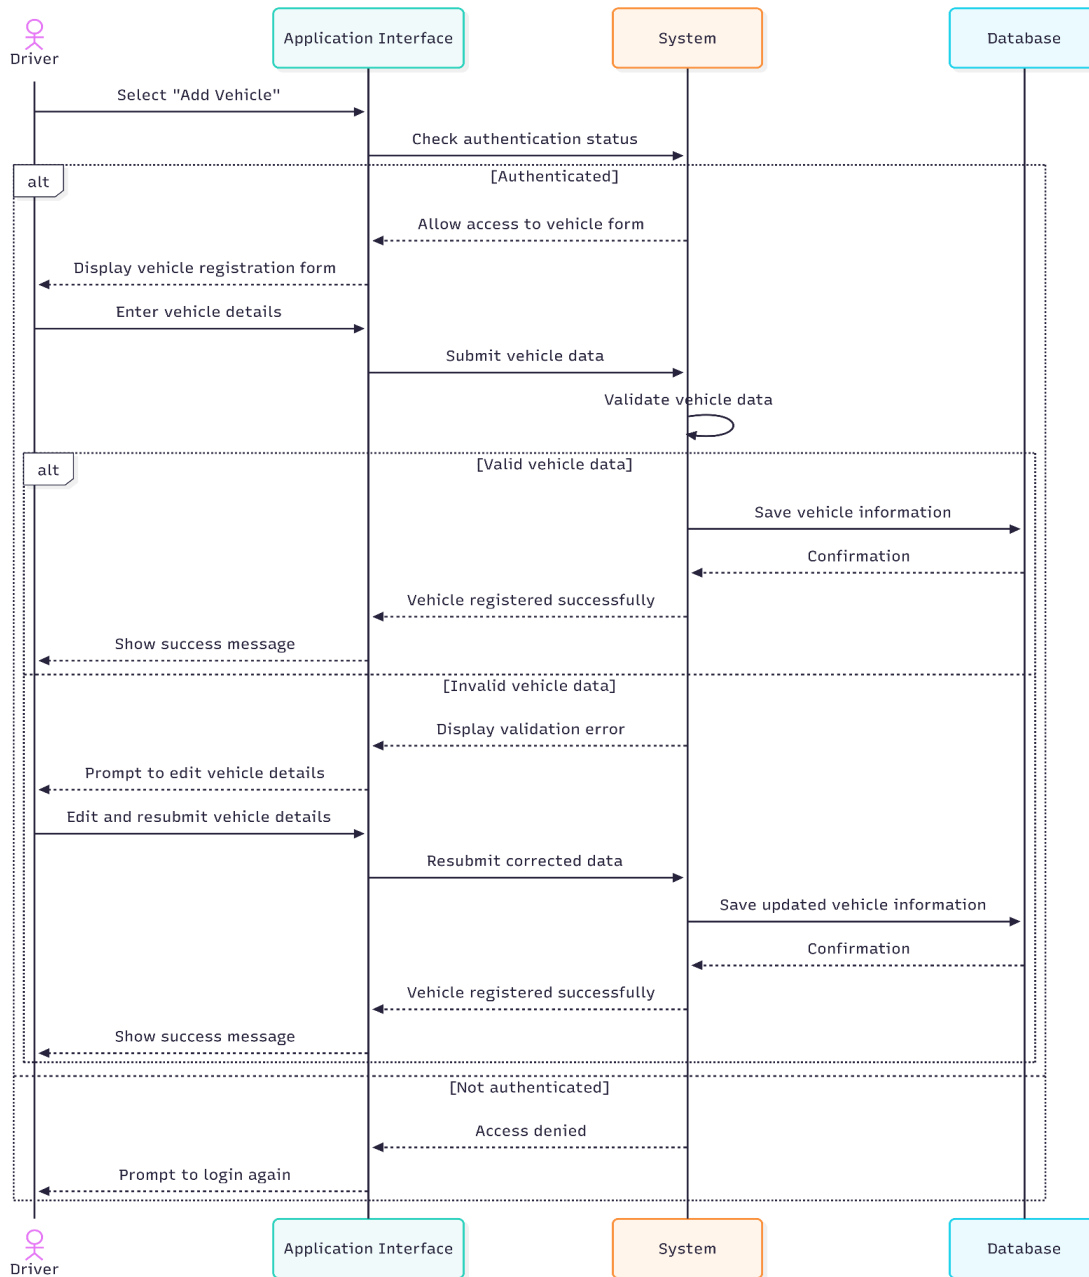 Driver
Application Interface
System
Database
Select "Add Vehicle"
Check authentication status
alt
[Authenticated]
Allow access to vehicle form
Display vehicle registration form
Enter vehicle details
Submit vehicle data
Validate vehicle data
alt
[Valid vehicle data]
Save vehicle information
Confirmation
Vehicle registered successfully
Show success message
[Invalid vehicle data]
Display validation error
Prompt to edit vehicle details
Edit and resubmit vehicle details
Resubmit corrected data
Save updated vehicle information
Confirmation
Vehicle registered successfully
Show success message
[Not authenticated]
Access denied
Prompt to login again
Driver
Application Interface
System
Database